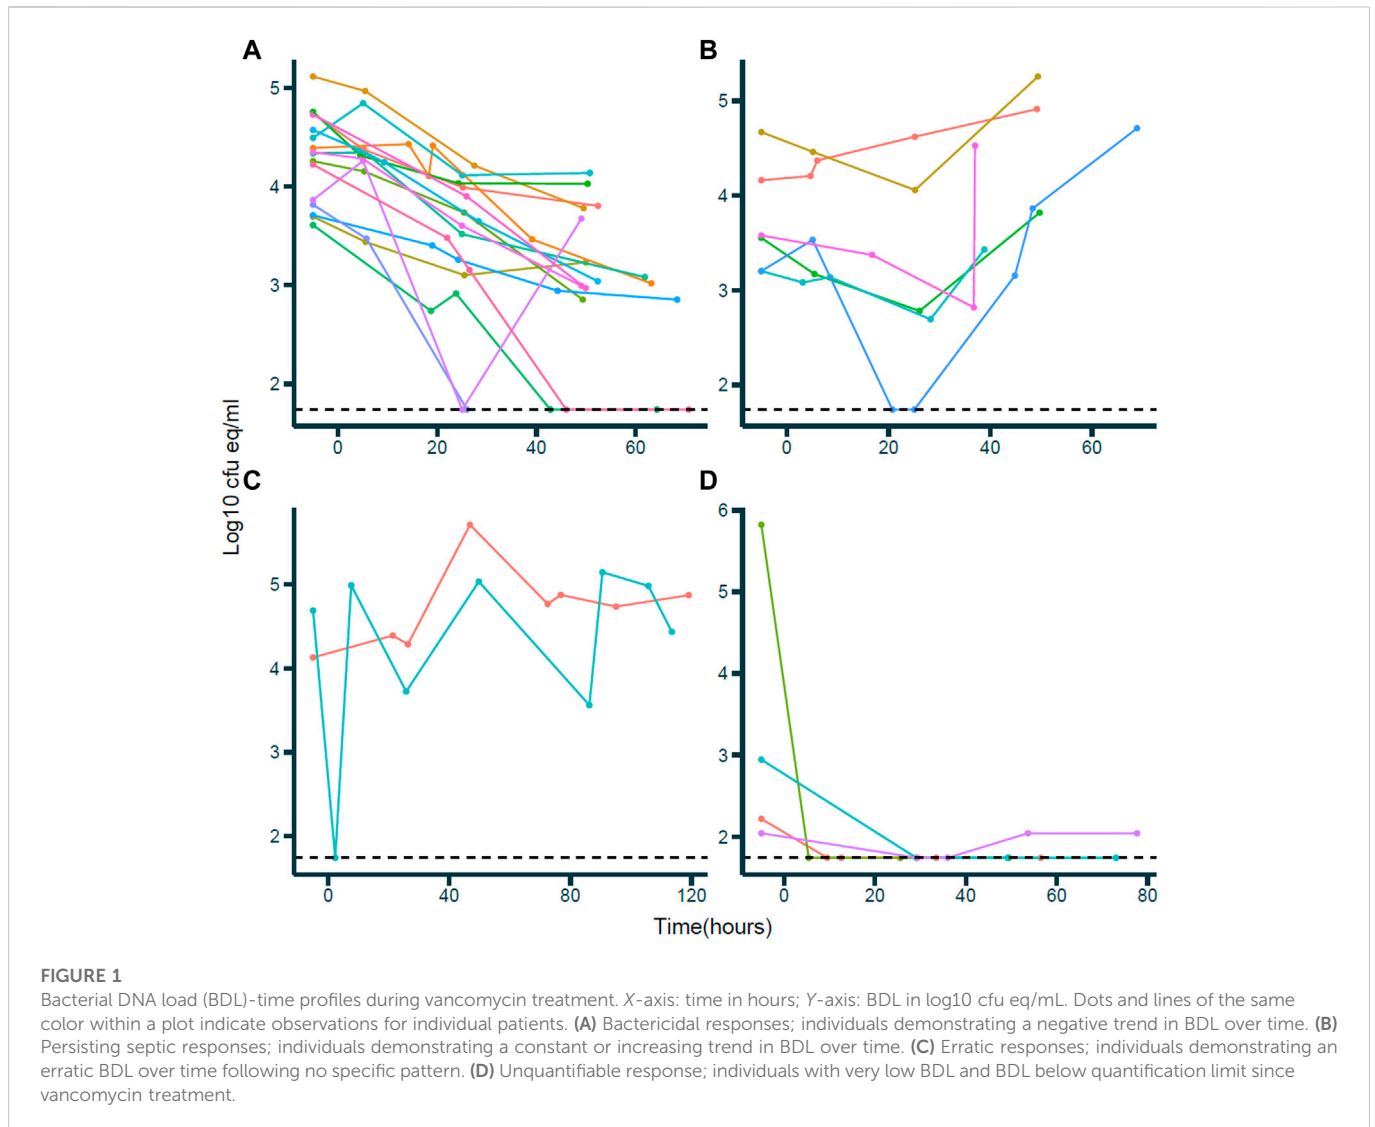 A
B
5
4
3
2
0
20
40
60
5
4
3
2
0
20
40
60
Log10 cfu eq/ml
C
D
5
4
3
2
0
40
80
120
6
5
4
3
2
0
20
40
60
80
Time(hours)
FIGURE 1
Bacterial DNA load (BDL)-time profiles during vancomycin treatment. X-axis: time in hours; Y-axis: BDL in log10 cfu eq/mL. Dots and lines of the same
color within a plot indicate observations for individual patients. (A) Bactericidal responses; individuals demonstrating a negative trend in BDL over time. (B)
Persisting septic responses; individuals demonstrating a constant or increasing trend in BDL over time. (C) Erratic responses; individuals demonstrating an
erratic BDL over time following no specific pattern. (D) Unquantifiable response; individuals with very low BDL and BDL below quantification limit since
vancomycin treatment.